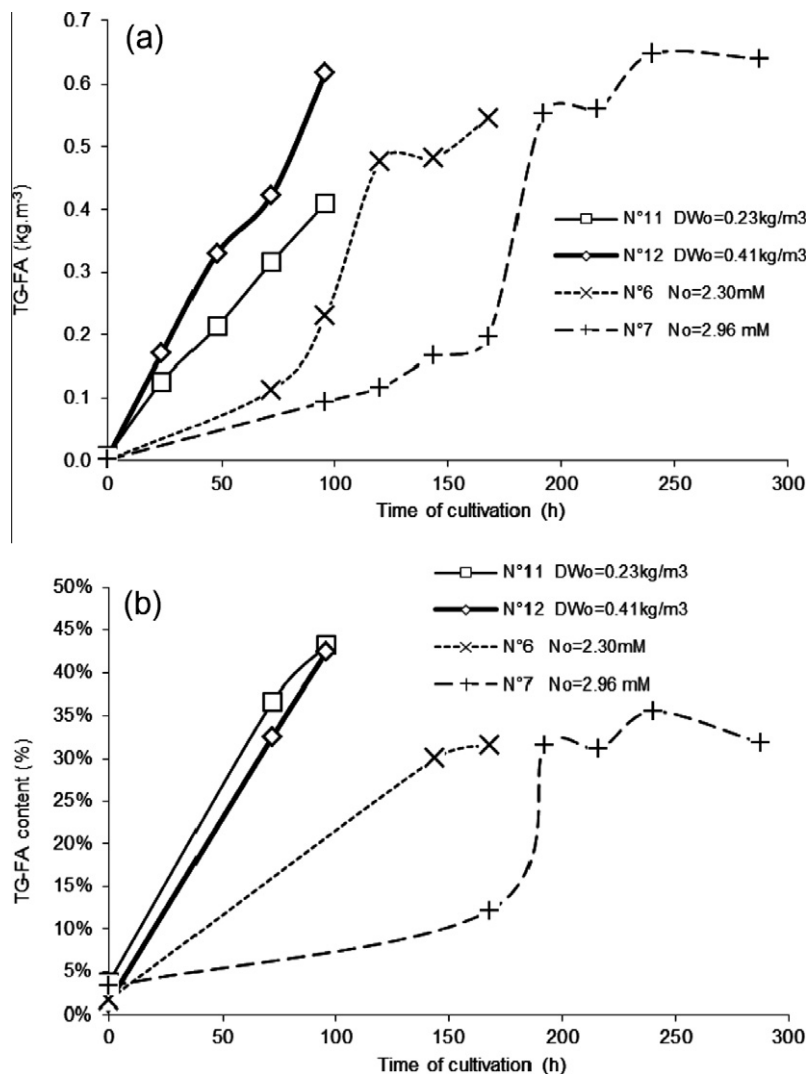 (a)
TG-FA (kg.m-3)
0.7
0.6
0.5
0.4
0.3
0.2
0.1
0.0
N°11 DWo=0.23kg/m3
N°12 DWo=0.41kg/m3
N°6 No=2.30mM
N°7 No=2.96 mM
0 50 100 150 200 250 300
Time of cultivation (h)
(b)
TG-FA content (%)
50%
45%
40%
35%
30%
25%
20%
15%
10%
5%
0%
N°11 DWo=0.23kg/m3
N°12 DWo=0.41kg/m3
N°6 No=2.30mM
N°7 No=2.96 mM
0 50 100 150 200 250 300
Time of cultivation (h)